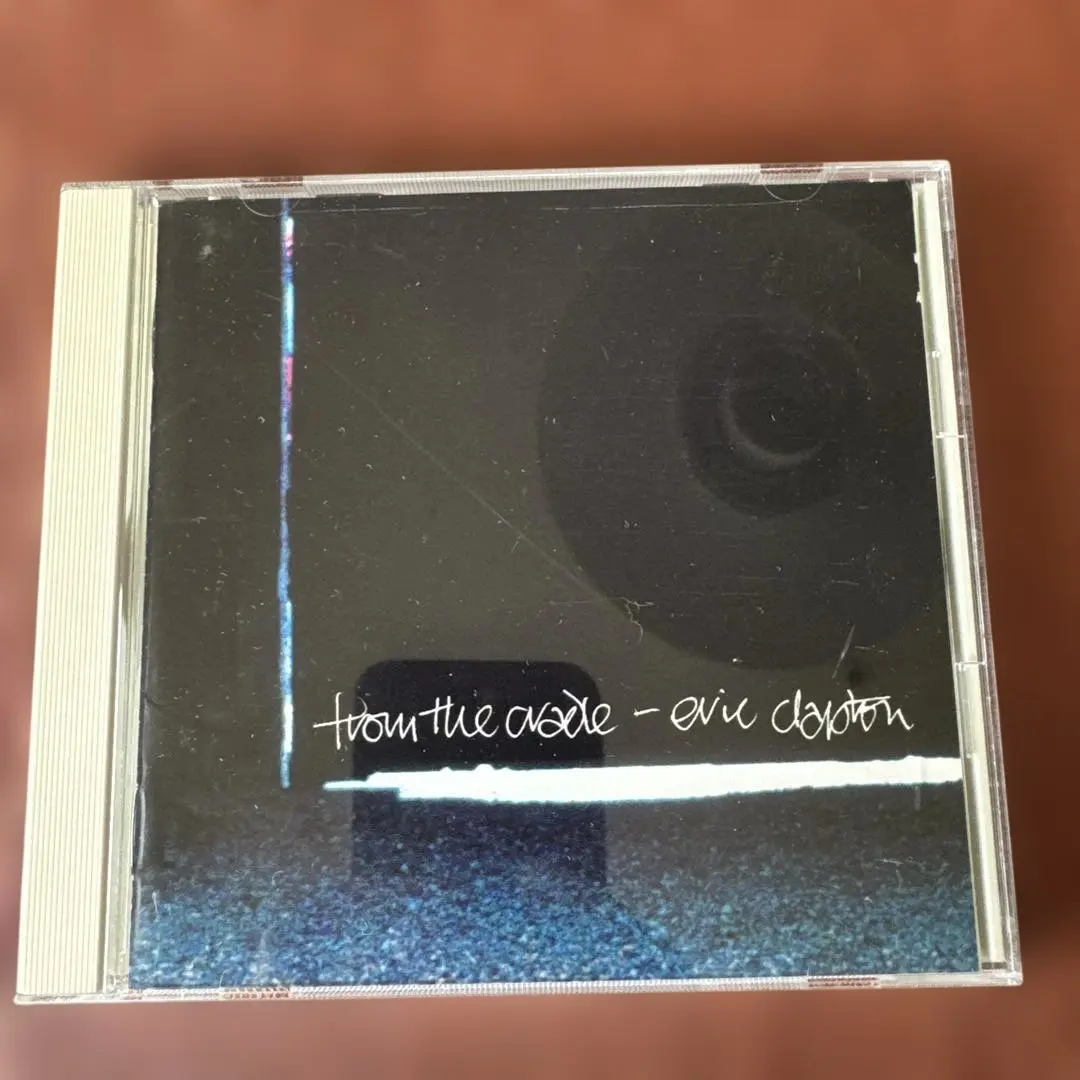 from the cradle - eric clapton